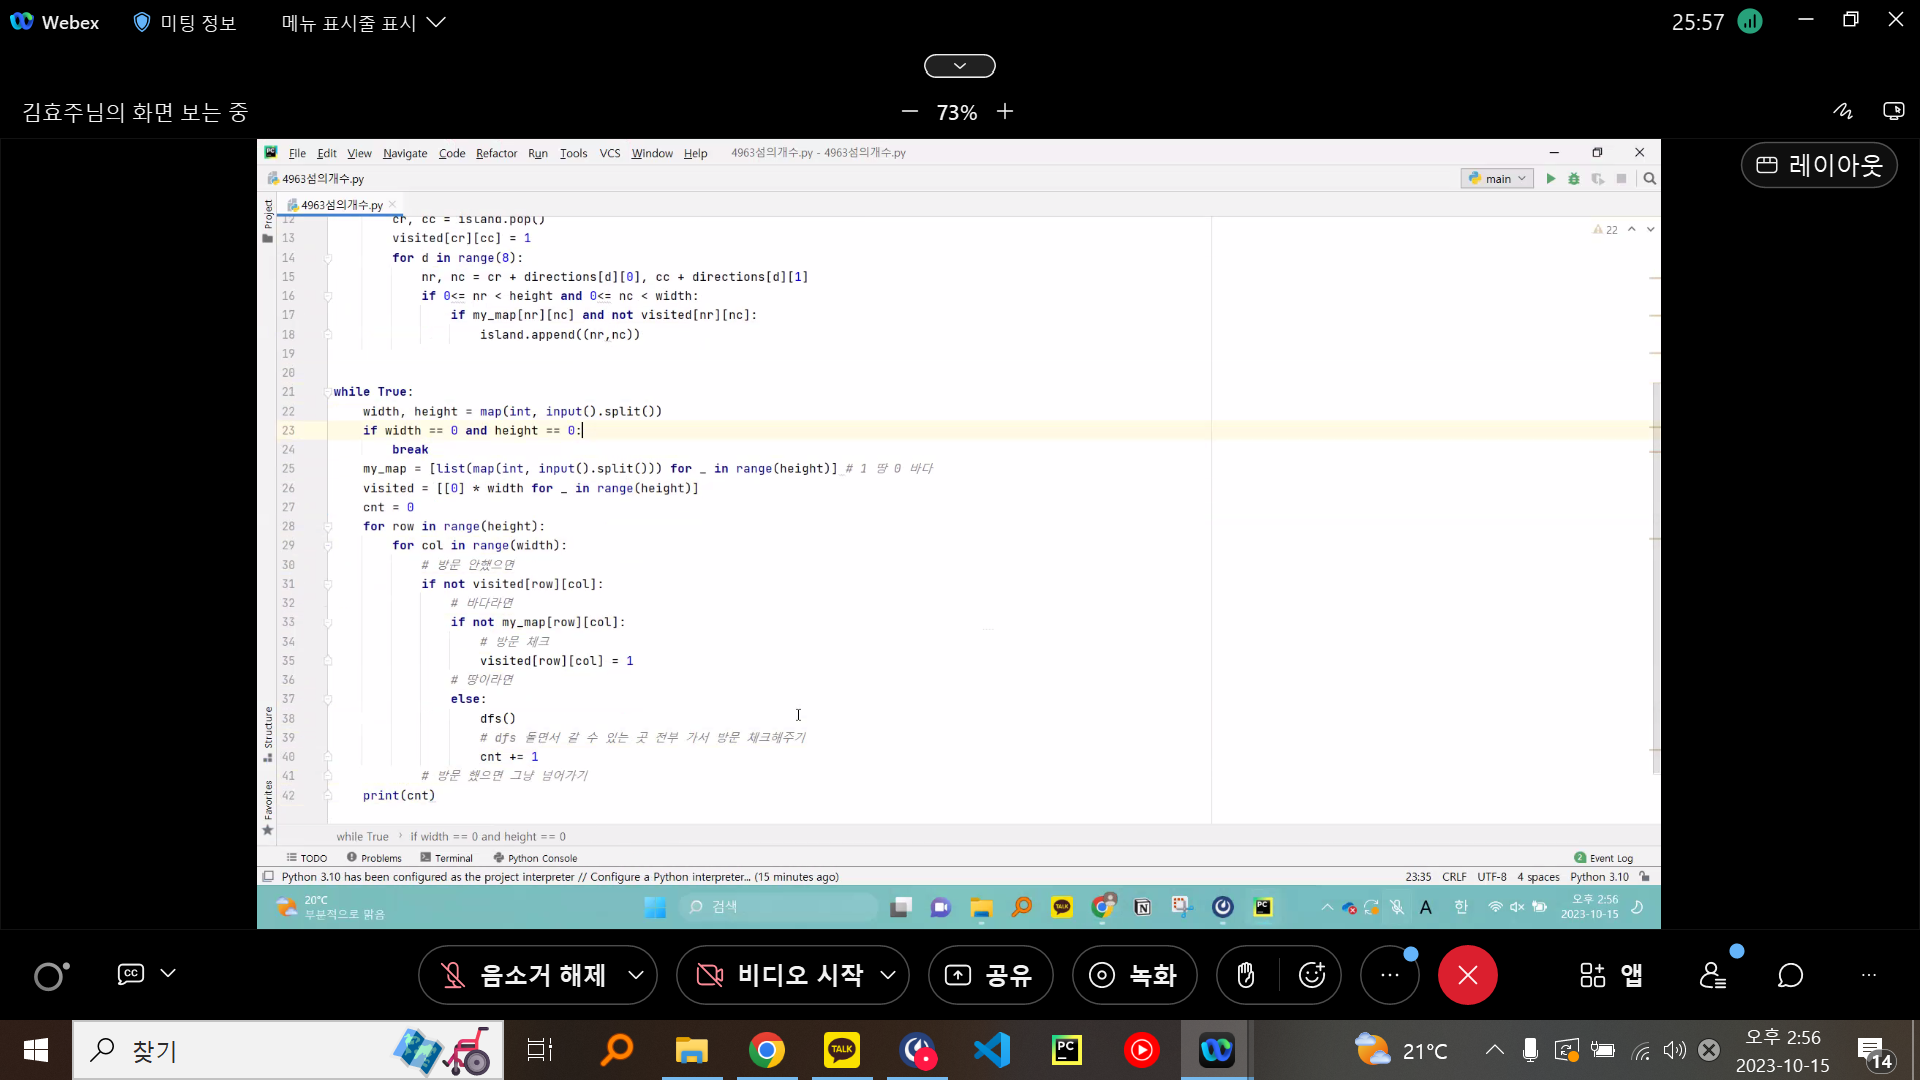 Webex 미팅 정보 메뉴 표시줄 표시 25:57
김효주님의 화면 보는 중 73%
레이아웃
PC File Edit View Navigate Code Refactor Run Tools VCS Window Help 4963섬의개수.py - 4963섬의개수.py
4963섬의개수.py main
Project 4963섬의개수.py
22
12 cr, cc = island.pop()
13 visited[cr][cc] = 1
14 for d in range(8):
15 nr, nc = cr + directions[d][0], cc + directions[d][1]
16 if 0<= nr < height and 0<= nc < width:
17 if my_map[nr][nc] and not visited[nr][nc]:
18 island.append((nr,nc))
19
20
21 while True:
22 width, height = map(int, input().split())
23 if width == 0 and height == 0:
24 break
25 my_map = [list(map(int, input().split())) for _ in range(height)] # 1 땅 0 바다
26 visited = [[0] * width for _ in range(height)]
27 cnt = 0
28 for row in range(height):
29 for col in range(width):
30 # 방문 안했으면
31 if not visited[row][col]:
32 # 바다라면
33 if not my_map[row][col]:
34 # 방문 체크
35 visited[row][col] = 1
36 # 땅이라면
37 else:
38 dfs()
39 # dfs 돌면서 갈 수 있는 곳 전부 가서 방문 체크해주기
40 cnt += 1
41 # 방문 했으면 그냥 넘어가기
42 print(cnt)
Structure
Favorites
while True › if width == 0 and height == 0
TODO Problems Terminal Python Console 2 Event Log
Python 3.10 has been configured as the project interpreter // Configure a Python interpreter... (15 minutes ago) 23:35 CRLF UTF-8 4 spaces Python 3.10
20°C
부분적으로 맑음
검색 TALK PC A 한
오후 2:56
2023-10-15
CC 음소거 해제 비디오 시작 공유 녹화 앱
찾기 TALK PC 21°C
오후 2:56
2023-10-15
14